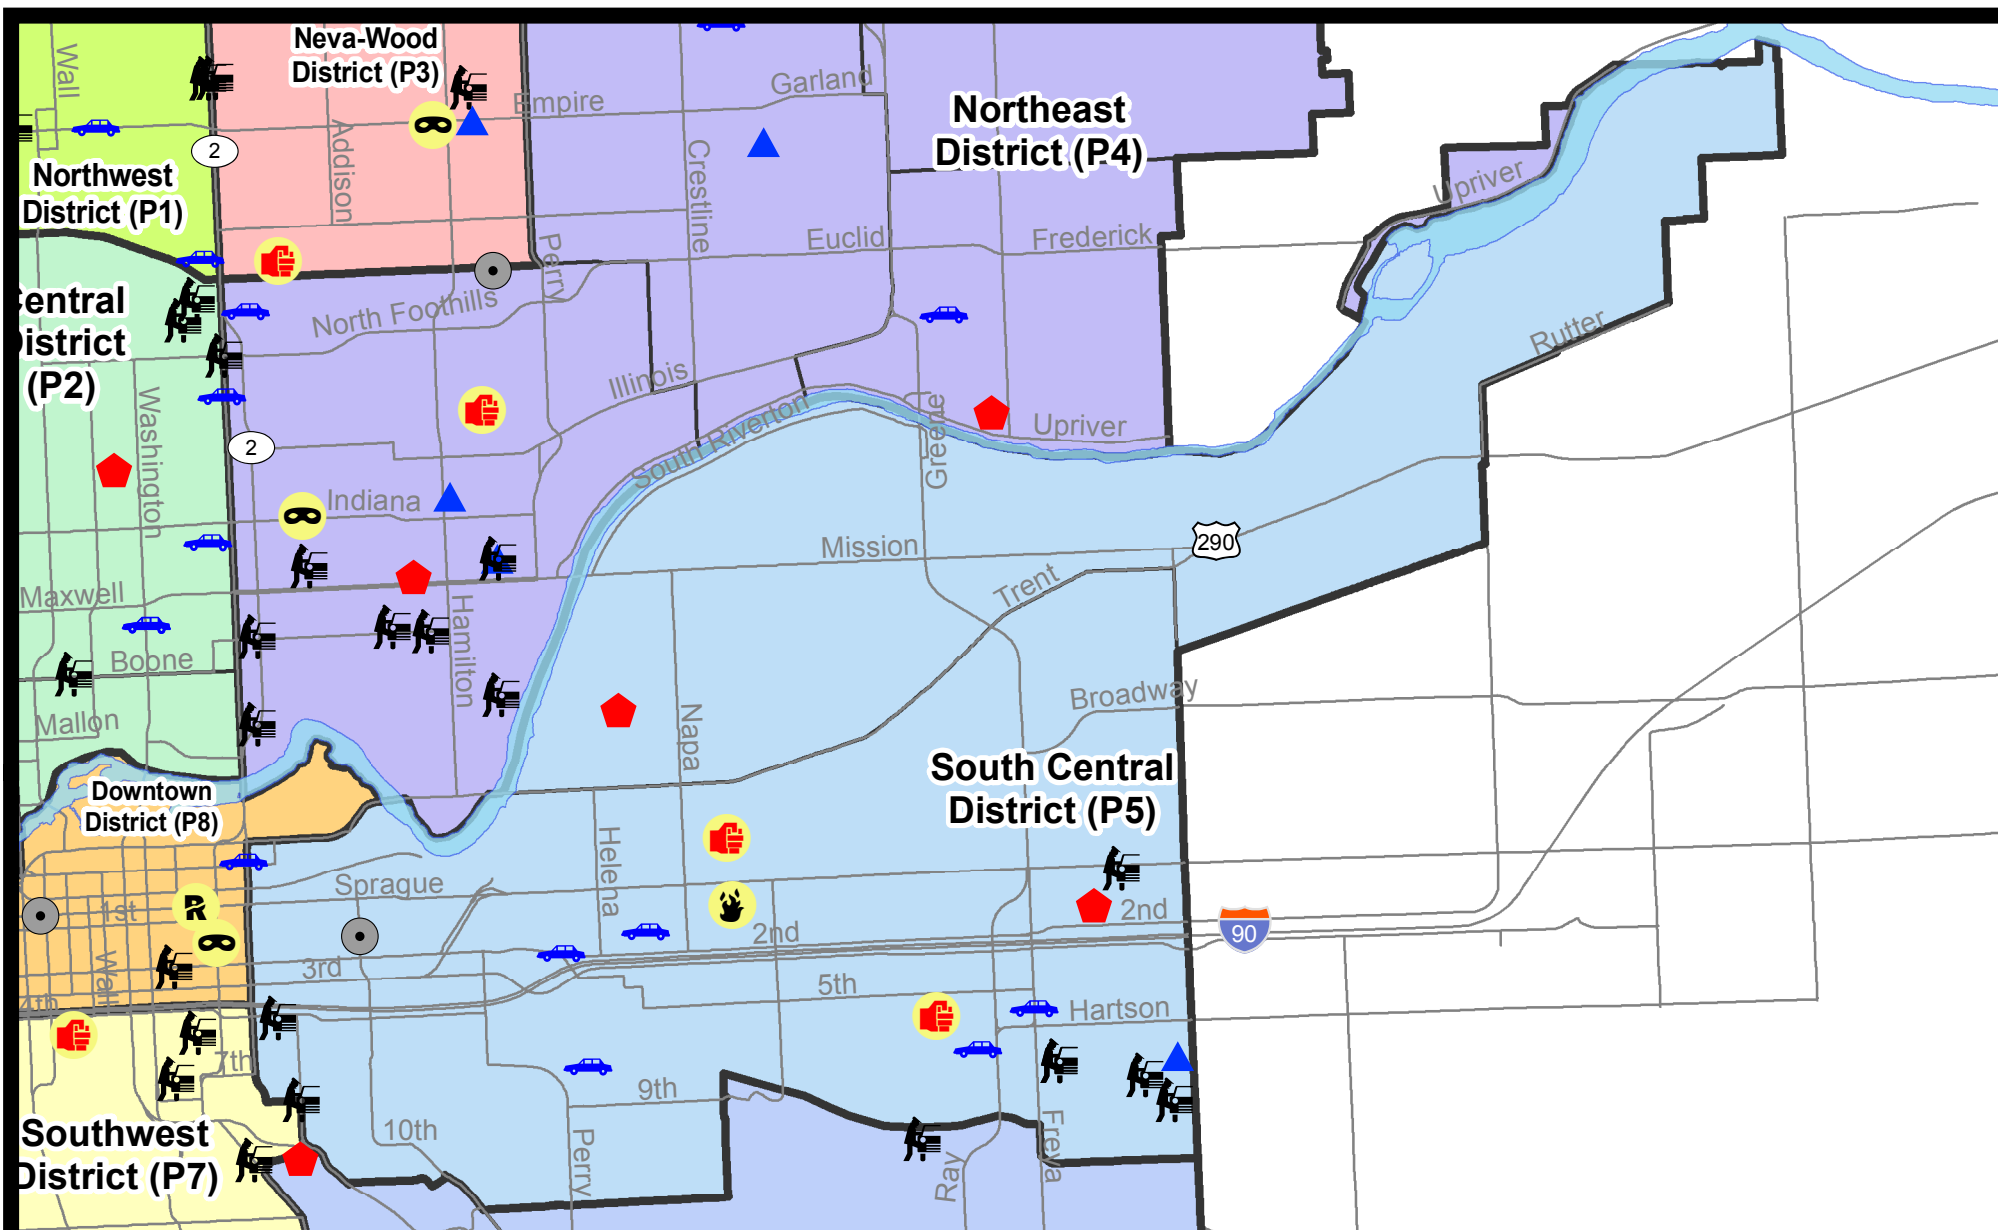 Wall
Neva-Wood
District (P3)
Garland
Empire
Northeast
District (P4)
2
Addison
Crestline
Northwest
District (P1)
Upriver
Euclid
Frederick
Perry
Central
District
(P2)
North Foothills
Rutter
Illinois
Washington
South Riverton
Greene
Upriver
2
Indiana
Mission
290
Trent
Maxwell
Hamilton
Boone
Broadway
Mallon
Napa
South Central
District (P5)
Downtown
District (P8)
Helena
Sprague
R
1st
2nd
2nd
90
Wall
3rd
4th
5th
Hartson
7th
9th
10th
Southwest
District (P7)
Perry
Ray
Freya